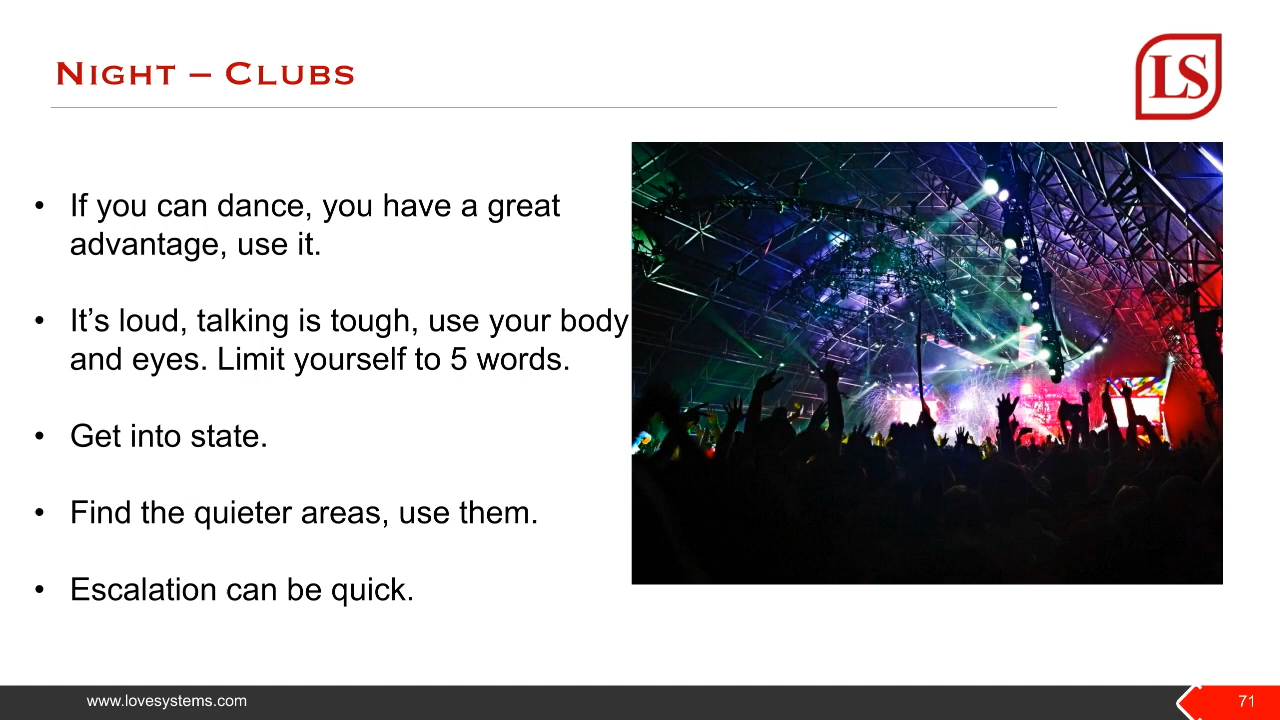 Night – Clubs
LS
• If you can dance, you have a great
advantage, use it.
• It’s loud, talking is tough, use your body
and eyes. Limit yourself to 5 words.
• Get into state.
• Find the quieter areas, use them.
• Escalation can be quick.
www.lovesystems.com
71